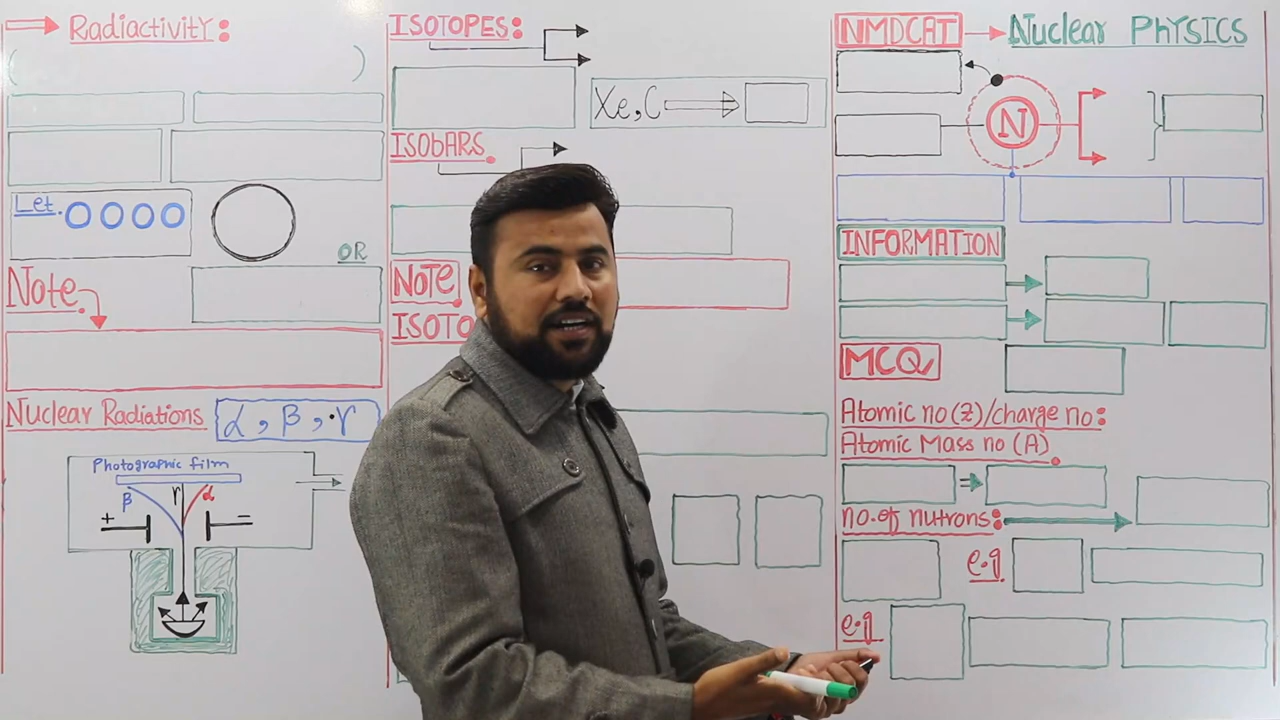 Radiactivity:
( )
Let.
OR
Note.
Nuclear Radiations α, β, γ
Photographic film
β γ α
+ −
ISOTOPES:
Xe, C
ISObARS.
NOTE.
ISOTO
NMDCAT Nuclear PhYSICS
N
INFORMATION
MCQ
Atomic no(z)/charge no:
Atomic Mass no (A).
no.of nutrons:
e.g
e.g